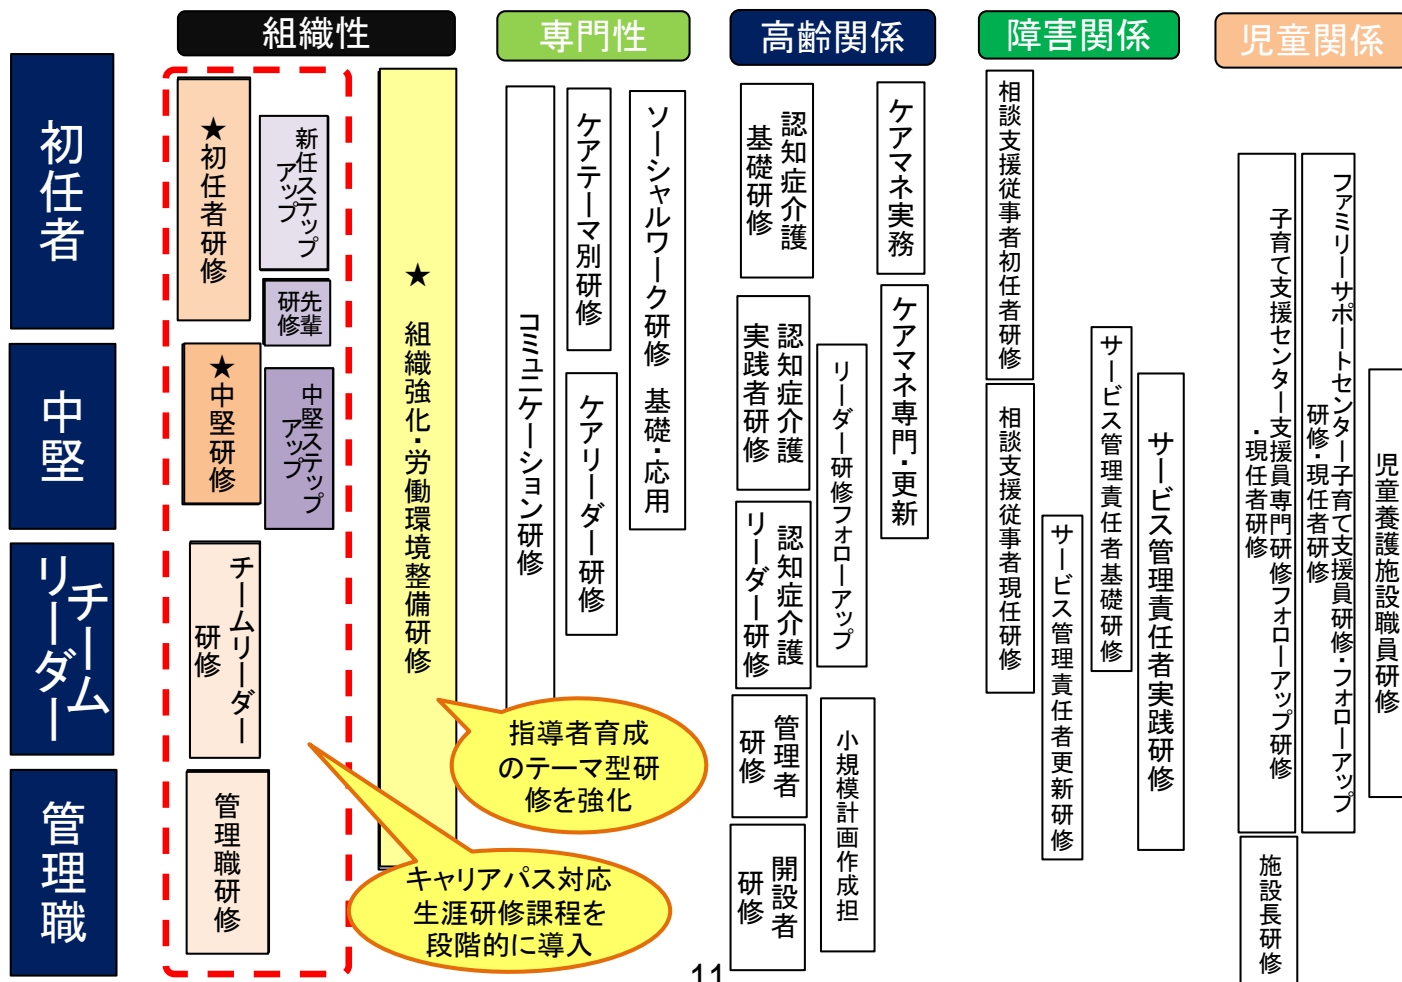 組織性
専門性
高齢関係
障害関係
児童関係
初任者
中堅
チーム
リーダー
管理職
★初任者研修
新任ステップ
アップ
先輩
研修
★中堅研修
中堅ステップ
アップ
チームリーダー
研修
管理職研修
★ 組織強化・労働環境整備研修
指導者育成
のテーマ型研
修を強化
キャリアパス対応
生涯研修課程を
段階的に導入
コミュニケーション研修
ケアテーマ別研修
ケアリーダー研修
ソーシャルワーク研修 基礎・応用
認知症介護
基礎研修
認知症介護
実践者研修
認知症介護
リーダー研修
管理者
研修
開設者
研修
リーダー研修フォローアップ
小規模計画作成担
ケアマネ実務
ケアマネ専門・更新
相談支援従事者初任者研修
相談支援従事者現任研修
サービス管理責任者更新研修
サービス管理責任者基礎研修
サービス管理責任者実践研修
子育て支援センター支援員専門研修フォローアップ研修
・現任者研修
ファミリーサポートセンター子育て支援員研修・フォローアップ
研修・現任者研修
児童養護施設職員研修
施設長研修
11